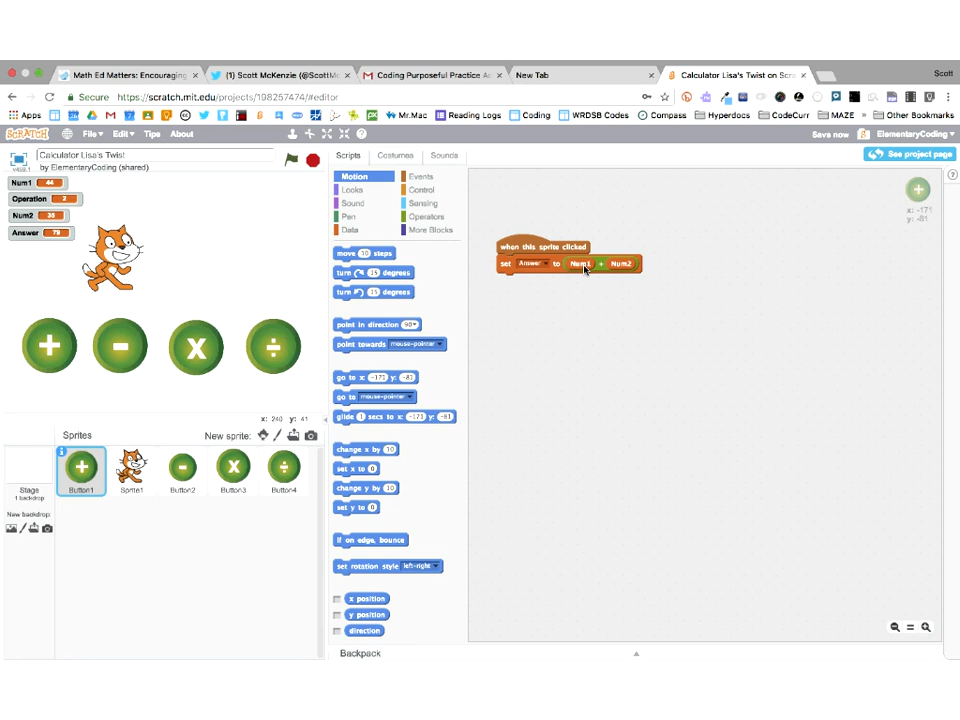 Math Ed Matters: Encouraging
(1) Scott McKenzie (@ScottM
Coding Purposeful Practice A
New Tab
Calculator Lisa's Twist on Scr
Scott
Secure
https://scratch.mit.edu/projects/198257474/#editor
Apps
Mr.Mac
Reading Logs
Coding
WRDSB Codes
Compass
Hyperdocs
CodeCurr
MAZE
»
Other Bookmarks
SCRATCH
File
Edit
Tips
About
Save now
ElementaryCoding
Calculator Lisa's Twist
by ElementaryCoding (shared)
Scripts
Costumes
Sounds
See project page
Num1 44
Operation 2
Num2 35
Answer 79
Motion
Looks
Sound
Pen
Data
Events
Control
Sensing
Operators
More Blocks
move 10 steps
turn 15 degrees
turn 15 degrees
point in direction 90
point towards mouse-pointer
go to x: -171 y: -81
go to mouse-pointer
glide 1 secs to x: -171 y: -81
change x by 10
set x to 0
change y by 10
set y to 0
if on edge, bounce
set rotation style left-right
x position
y position
direction
when this sprite clicked
set Answer to Num1 + Num2
x: -171
y: -81
+ - x ÷
x: 240 y: 41
Sprites
New sprite:
Stage
1 backdrop
New backdrop:
Button1
Sprite1
Button2
Button3
Button4
Backpack